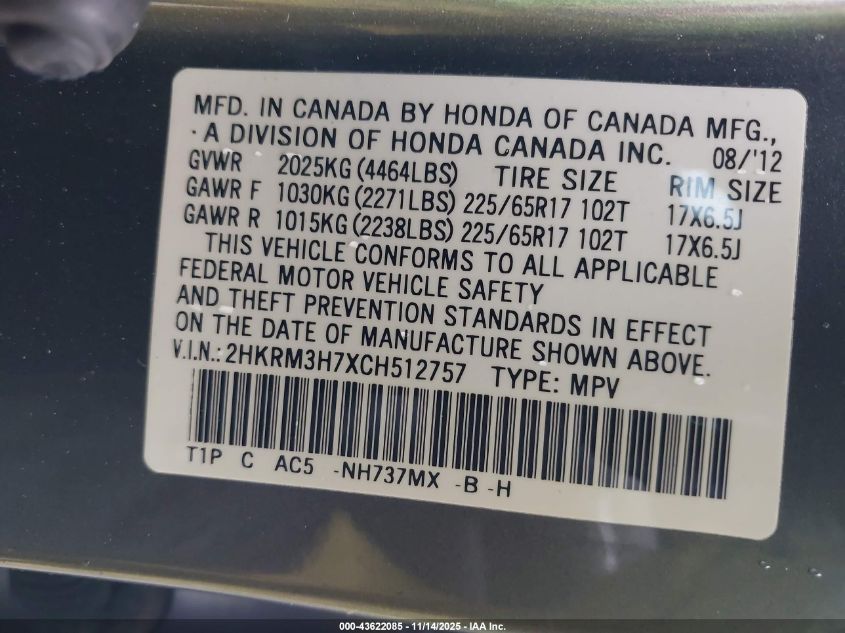 MFD. IN CANADA BY HONDA OF CANADA MFG.,
· A DIVISION OF HONDA CANADA INC. 08/'12
GVWR 2025KG (4464LBS) TIRE SIZE RIM SIZE
GAWR F 1030KG (2271LBS) 225/65R17 102T 17X6.5J
GAWR R 1015KG (2238LBS) 225/65R17 102T 17X6.5J
THIS VEHICLE CONFORMS TO ALL APPLICABLE
FEDERAL MOTOR VEHICLE SAFETY
AND THEFT PREVENTION STANDARDS IN EFFECT
ON THE DATE OF MANUFACTURE SHOWN ABOVE.
V.I.N.: 2HKRM3H7XCH512757 TYPE: MPV
T1P C AC5 -NH737MX -B -H
000-43622085 - 11/14/2025 - IAA Inc.